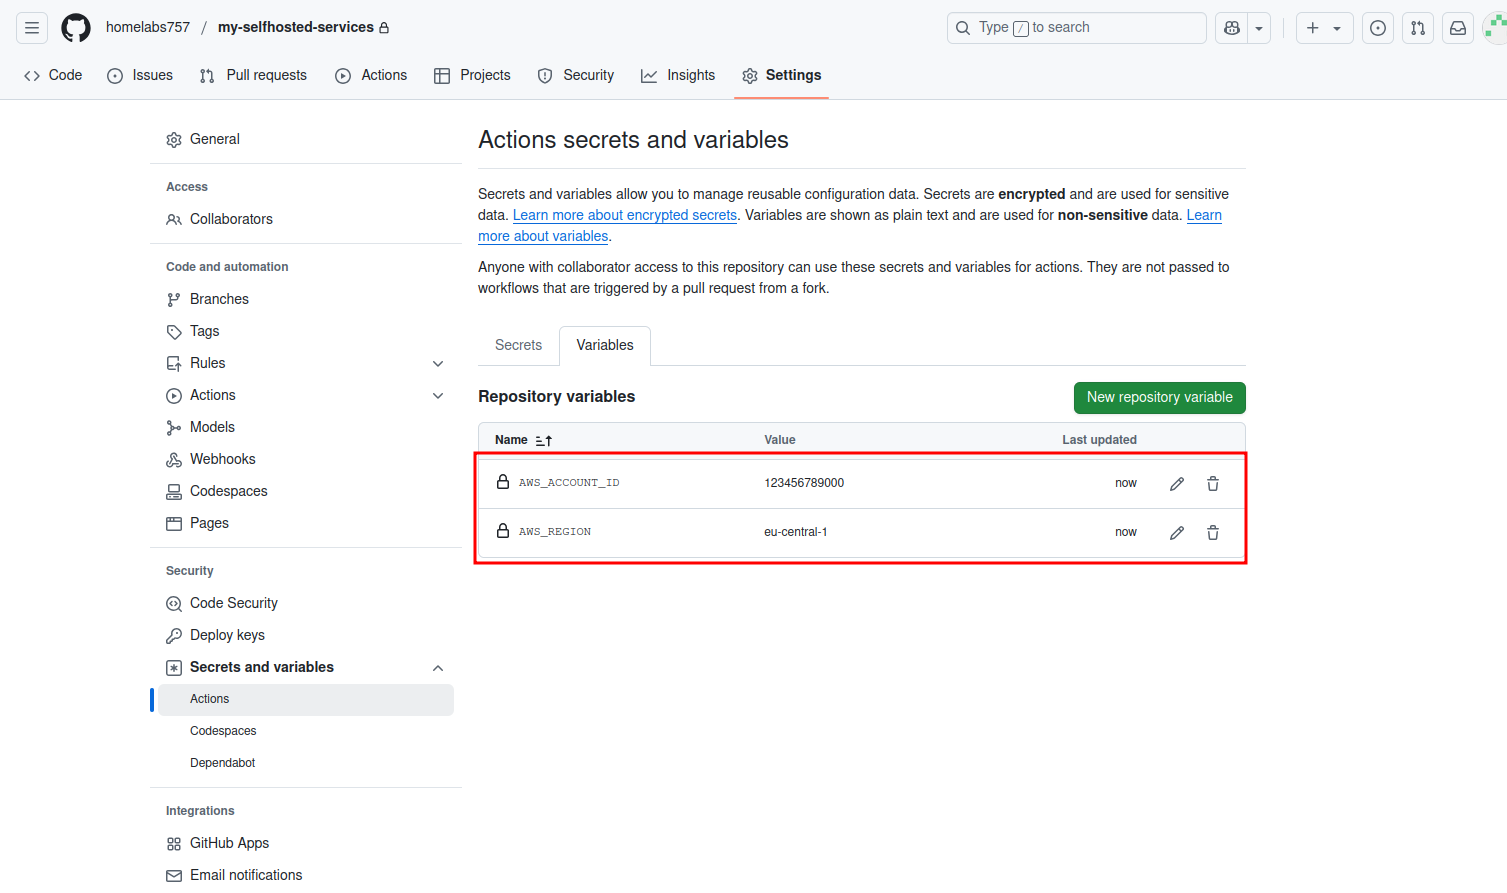 homelabs757 / my-selfhosted-services
Type / to search
Code
Issues
Pull requests
Actions
Projects
Security
Insights
Settings
General
Access
Collaborators
Code and automation
Branches
Tags
Rules
Actions
Models
Webhooks
Codespaces
Pages
Security
Code Security
Deploy keys
Secrets and variables
Actions
Codespaces
Dependabot
Integrations
GitHub Apps
Email notifications
Actions secrets and variables
Secrets and variables allow you to manage reusable configuration data. Secrets are encrypted and are used for sensitive
data. Learn more about encrypted secrets. Variables are shown as plain text and are used for non-sensitive data. Learn
more about variables.
Anyone with collaborator access to this repository can use these secrets and variables for actions. They are not passed to
workflows that are triggered by a pull request from a fork.
Secrets
Variables
Repository variables
New repository variable
Name Value Last updated
AWS_ACCOUNT_ID 123456789000 now
AWS_REGION eu-central-1 now